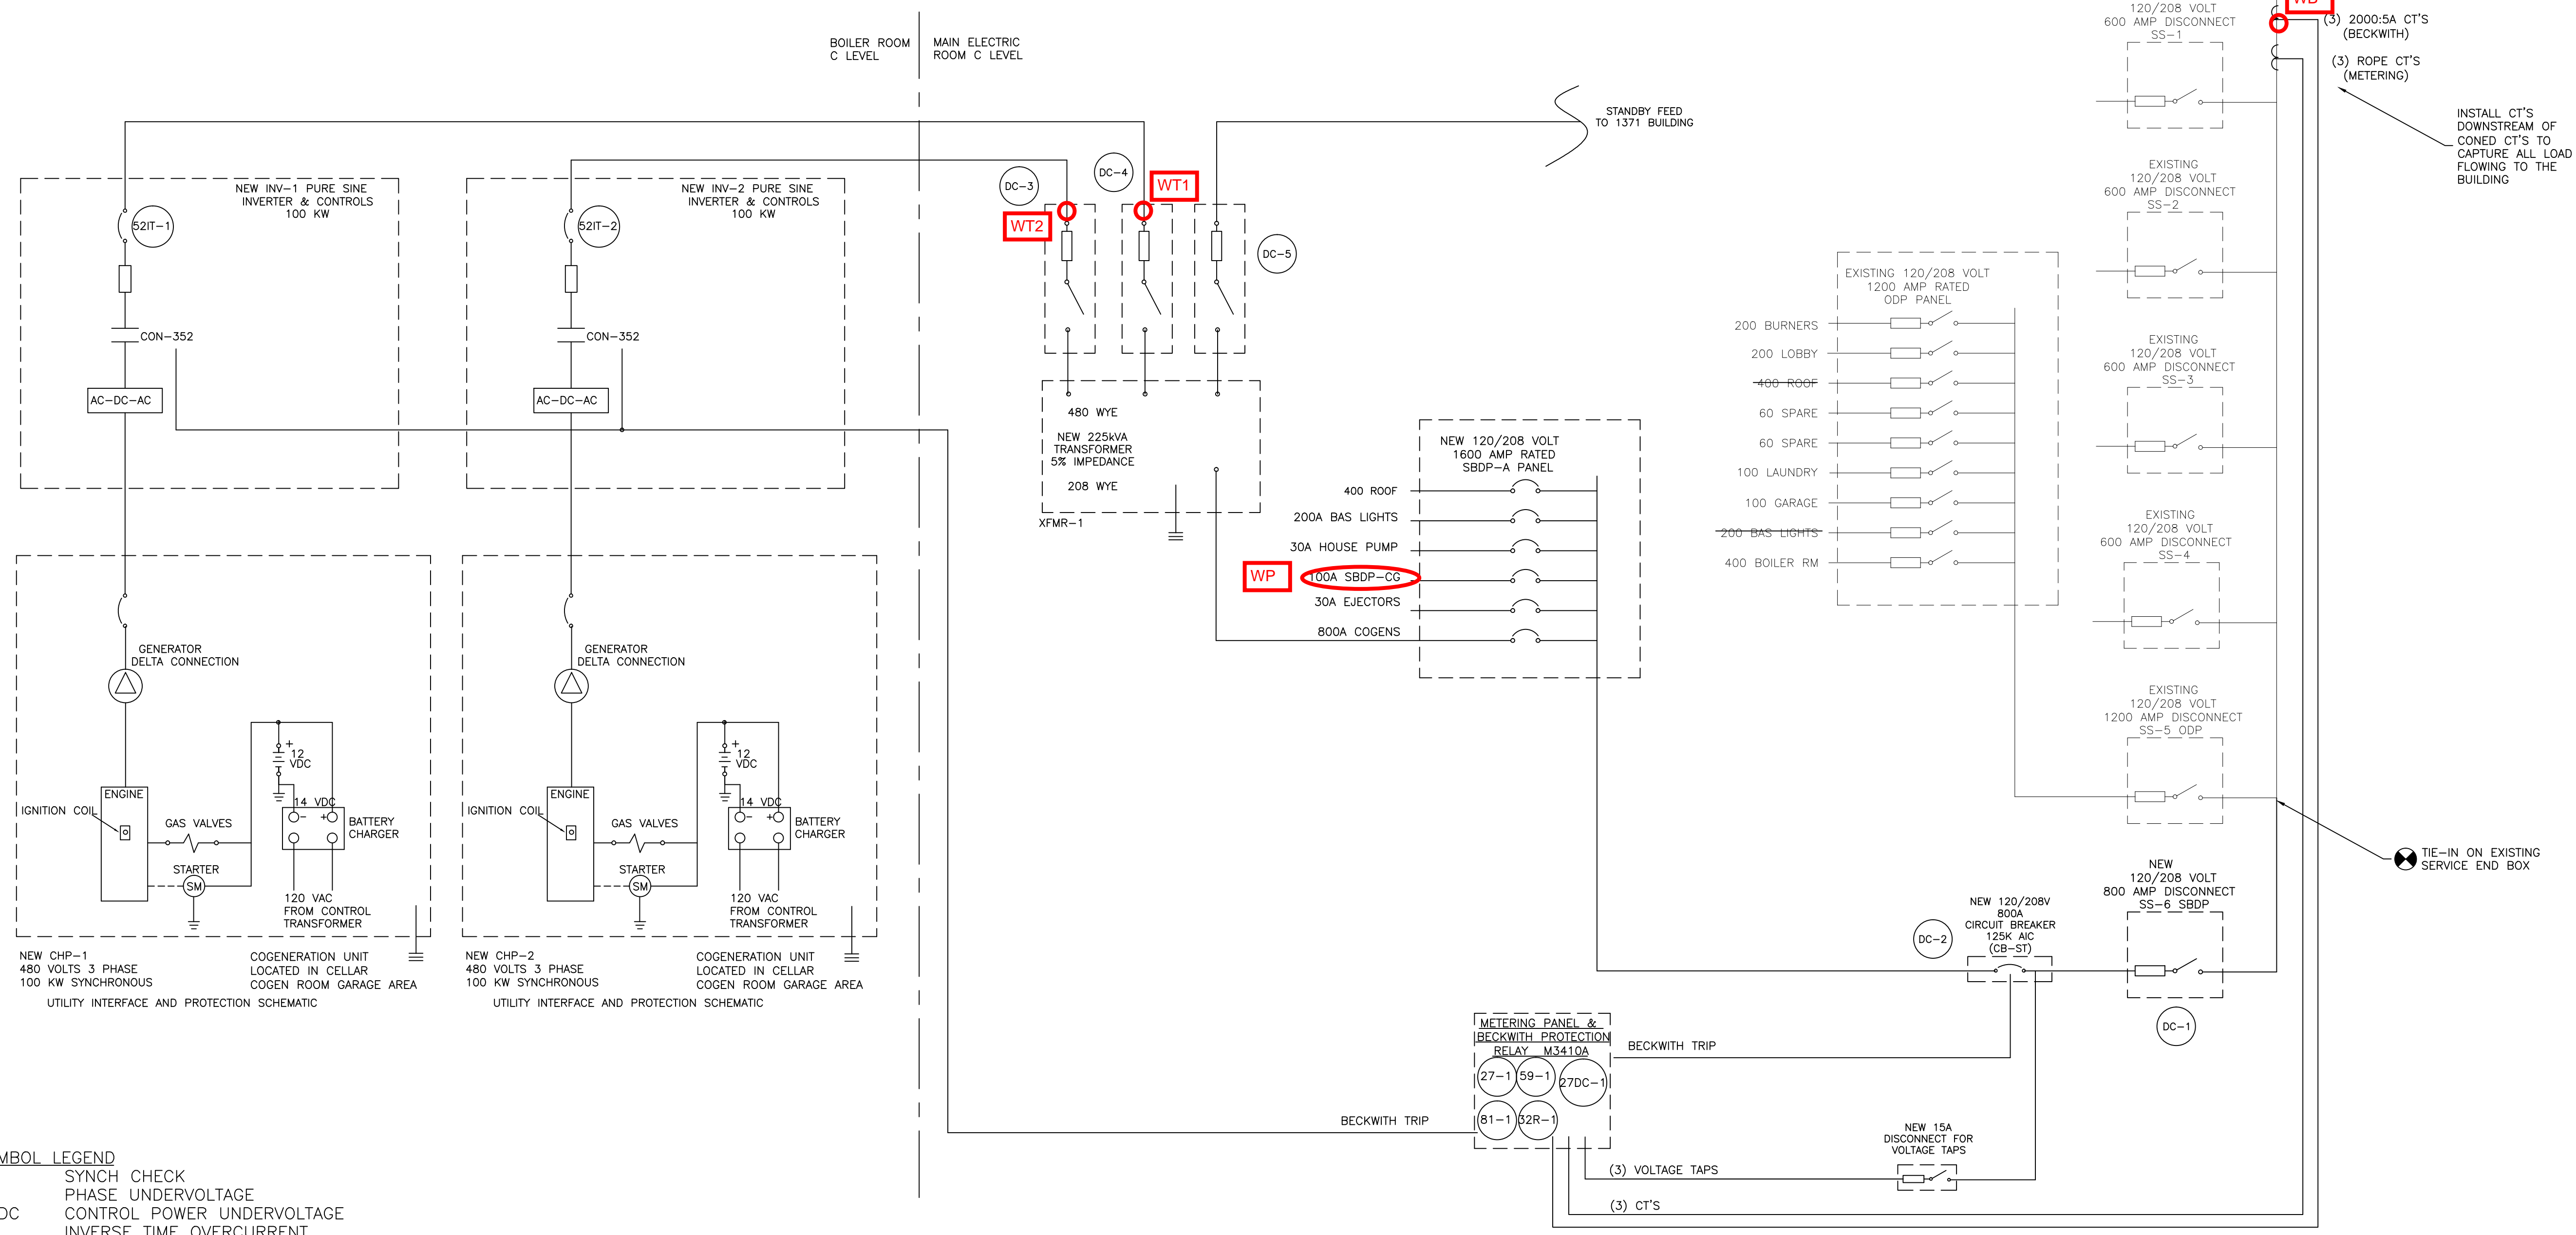 BOILER ROOM
C LEVEL
MAIN ELECTRIC
ROOM C LEVEL
NEW INV-1 PURE SINE
INVERTER & CONTROLS
100 KW
52IT-1
CON-352
AC-DC-AC
NEW INV-2 PURE SINE
INVERTER & CONTROLS
100 KW
52IT-2
CON-352
AC-DC-AC
GENERATOR
DELTA CONNECTION
ENGINE
IGNITION COIL
GAS VALVES
STARTER
SM
+
12
VDC
14 VDC
- +
BATTERY
CHARGER
120 VAC
FROM CONTROL
TRANSFORMER
NEW CHP-1
480 VOLTS 3 PHASE
100 KW SYNCHRONOUS
COGENERATION UNIT
LOCATED IN CELLAR
COGEN ROOM GARAGE AREA
UTILITY INTERFACE AND PROTECTION SCHEMATIC
GENERATOR
DELTA CONNECTION
ENGINE
IGNITION COIL
GAS VALVES
STARTER
SM
+
12
VDC
14 VDC
- +
BATTERY
CHARGER
120 VAC
FROM CONTROL
TRANSFORMER
NEW CHP-2
480 VOLTS 3 PHASE
100 KW SYNCHRONOUS
COGENERATION UNIT
LOCATED IN CELLAR
COGEN ROOM GARAGE AREA
UTILITY INTERFACE AND PROTECTION SCHEMATIC
DC-3
DC-4
WT1
WT2
DC-5
480 WYE
NEW 225kVA
TRANSFORMER
5% IMPEDANCE
208 WYE
XFMR-1
STANDBY FEED
TO 1371 BUILDING
NEW 120/208 VOLT
1600 AMP RATED
SBDP-A PANEL
400 ROOF
200A BAS LIGHTS
30A HOUSE PUMP
WP
100A SBDP-CG
30A EJECTORS
800A COGENS
EXISTING 120/208 VOLT
1200 AMP RATED
ODP PANEL
200 BURNERS
200 LOBBY
400 ROOF
60 SPARE
60 SPARE
100 LAUNDRY
100 GARAGE
200 BAS LIGHTS
400 BOILER RM
120/208 VOLT
600 AMP DISCONNECT
SS-1
EXISTING
120/208 VOLT
600 AMP DISCONNECT
SS-2
EXISTING
120/208 VOLT
600 AMP DISCONNECT
SS-3
EXISTING
120/208 VOLT
600 AMP DISCONNECT
SS-4
EXISTING
120/208 VOLT
1200 AMP DISCONNECT
SS-5 ODP
NEW
120/208 VOLT
800 AMP DISCONNECT
SS-6 SBDP
DC-1
(3) 2000:5A CT'S
(BECKWITH)
(3) ROPE CT'S
(METERING)
INSTALL CT'S
DOWNSTREAM OF
CONED CT'S TO
CAPTURE ALL LOAD
FLOWING TO THE
BUILDING
TIE-IN ON EXISTING
SERVICE END BOX
DC-2
NEW 120/208V
800A
CIRCUIT BREAKER
125K AIC
(CB-ST)
METERING PANEL &
BECKWITH PROTECTION
RELAY M3410A
27-1
59-1
27DC-1
81-1
32R-1
BECKWITH TRIP
BECKWITH TRIP
NEW 15A
DISCONNECT FOR
VOLTAGE TAPS
(3) VOLTAGE TAPS
(3) CT'S
MBOL LEGEND
SYNCH CHECK
PHASE UNDERVOLTAGE
DC CONTROL POWER UNDERVOLTAGE
INVERSE TIME OVERCURRENT